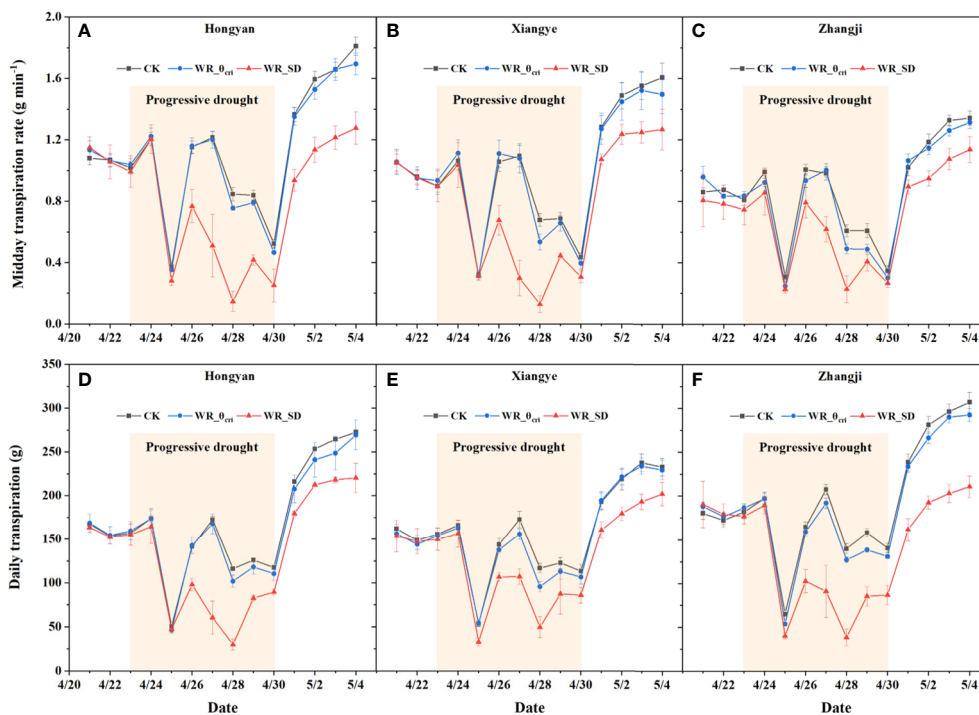 A
Hongyan
CK WR_θcri WR_SD
Progressive drought
B
Xiangye
CK WR_θcri WR_SD
Progressive drought
C
Zhangji
CK WR_θcri WR_SD
Progressive drought
Midday transpiration rate (g min⁻¹)
2.0
1.6
1.2
0.8
0.4
0.0
4/20 4/22 4/24 4/26 4/28 4/30 5/2 5/4
4/22 4/24 4/26 4/28 4/30 5/2 5/4
4/22 4/24 4/26 4/28 4/30 5/2 5/4
D
Hongyan
CK WR_θcri WR_SD
Progressive drought
E
Xiangye
CK WR_θcri WR_SD
Progressive drought
F
Zhangji
CK WR_θcri WR_SD
Progressive drought
Daily transpiration (g)
350
300
250
200
150
100
50
0
4/20 4/22 4/24 4/26 4/28 4/30 5/2 5/4
4/22 4/24 4/26 4/28 4/30 5/2 5/4
4/22 4/24 4/26 4/28 4/30 5/2 5/4
Date Date Date